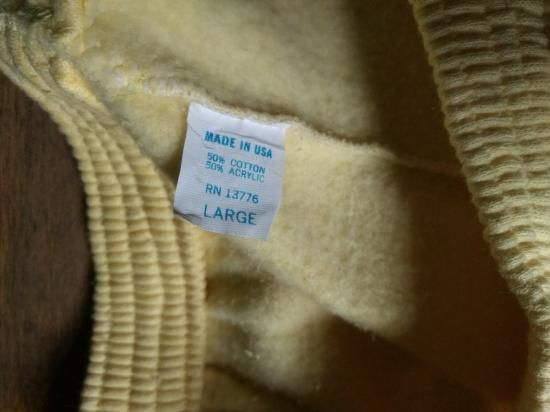 MADE IN USA
50% COTTON
50% ACRYLIC
RN 13776
LARGE